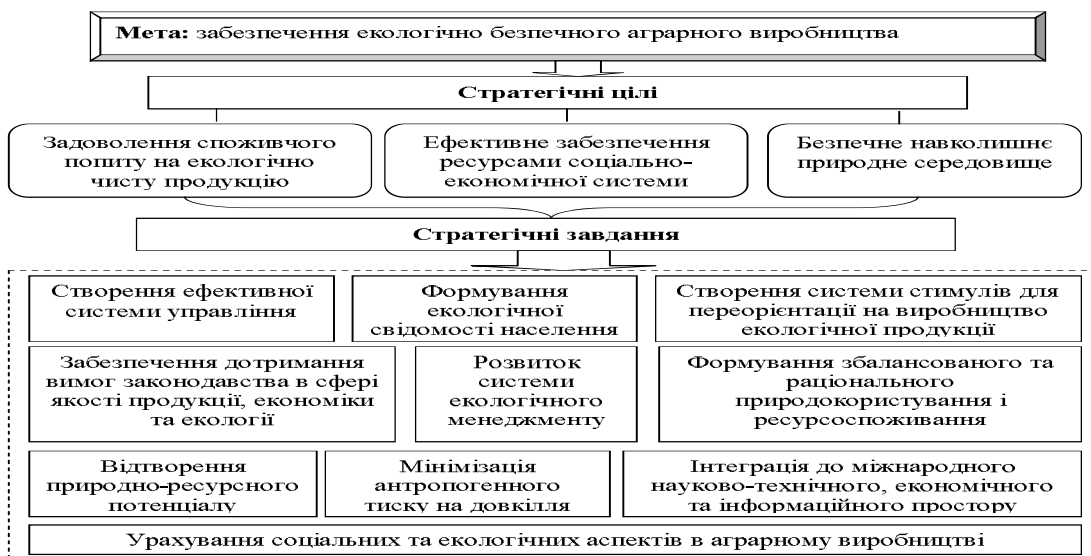 Мета: забезпечення екологічно безпечного аграрного виробництва
Стратегічні цілі
Задоволення споживчого
попиту на екологічно
чисту продукцію
Ефективне забезпечення
ресурсами соціально-
економічної системи
Безпечне навколишнє
природне середовище
Стратегічні завдання
Створення ефективної
системи управління
Формування
екологічної
свідомості населення
Створення системи стимулів для
переорієнтації на виробництво
екологічної продукції
Забезпечення дотримання
вимог законодавства в сфері
якості продукції, економіки
та екології
Розвиток
системи
екологічного
менеджменту
Формування збалансованого та
раціонального
природокористування і
ресурсоспоживання
Відтворення
природно-ресурсного
потенціалу
Мінімізація
антропогенного
тиску на довкілля
Інтеграція до міжнародного
науково-технічного, економічного
та інформаційного простору
Урахування соціальних та екологічних аспектів в аграрному виробництві